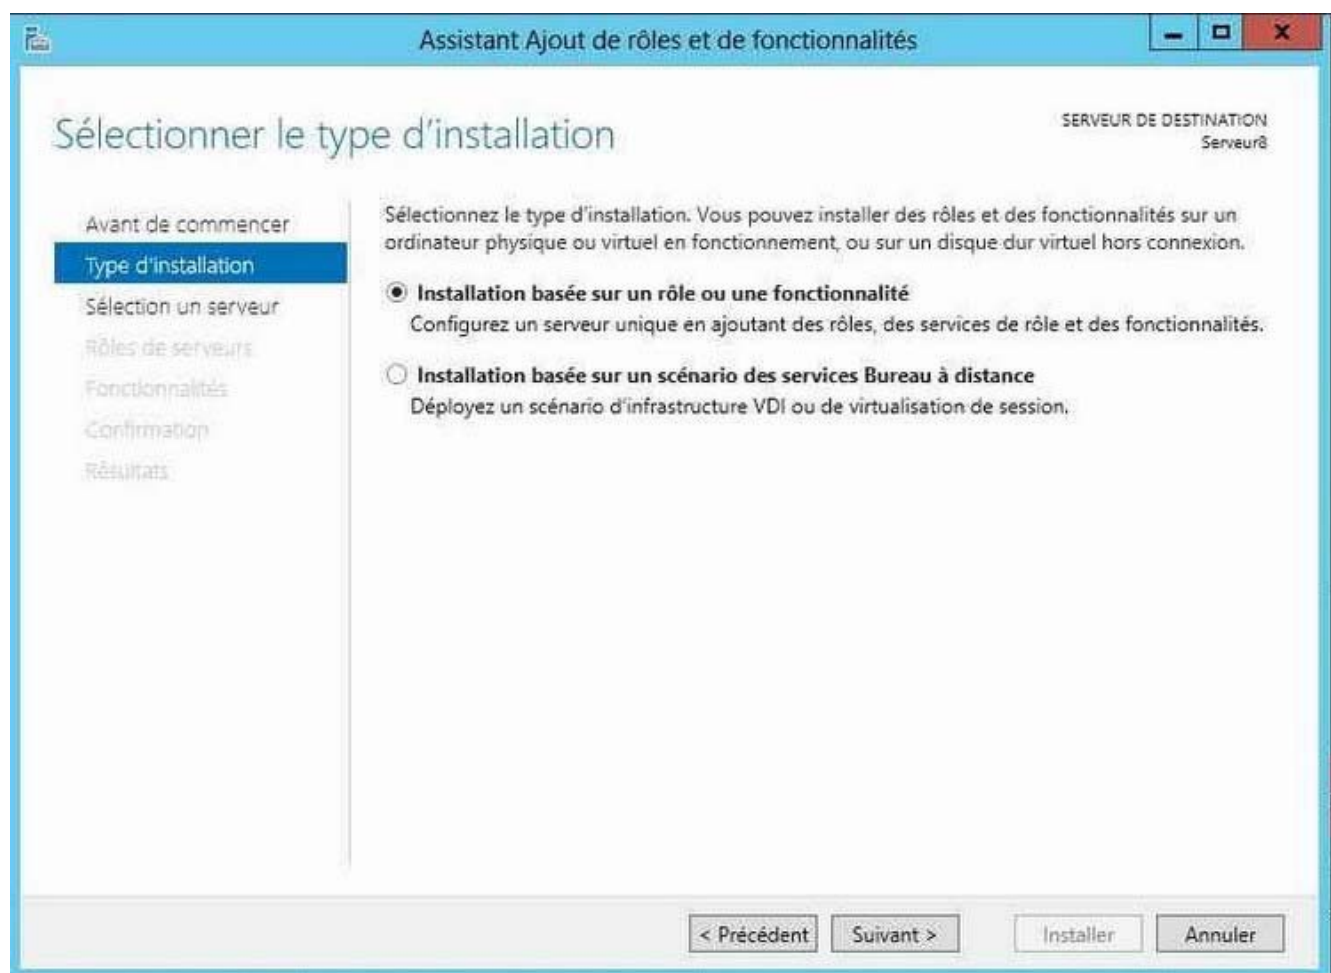 Assistant Ajout de rôles et de fonctionnalités
Sélectionner le type d'installation
SERVEUR DE DESTINATION
Serveur8
Avant de commencer
Type d'installation
Sélection un serveur
Rôles de serveurs
Fonctionnalités
Confirmation
Résultats
Sélectionnez le type d'installation. Vous pouvez installer des rôles et des fonctionnalités sur un
ordinateur physique ou virtuel en fonctionnement, ou sur un disque dur virtuel hors connexion.
Installation basée sur un rôle ou une fonctionnalité
Configurez un serveur unique en ajoutant des rôles, des services de rôle et des fonctionnalités.
Installation basée sur un scénario des services Bureau à distance
Déployez un scénario d'infrastructure VDI ou de virtualisation de session.
< Précédent
Suivant >
Installer
Annuler